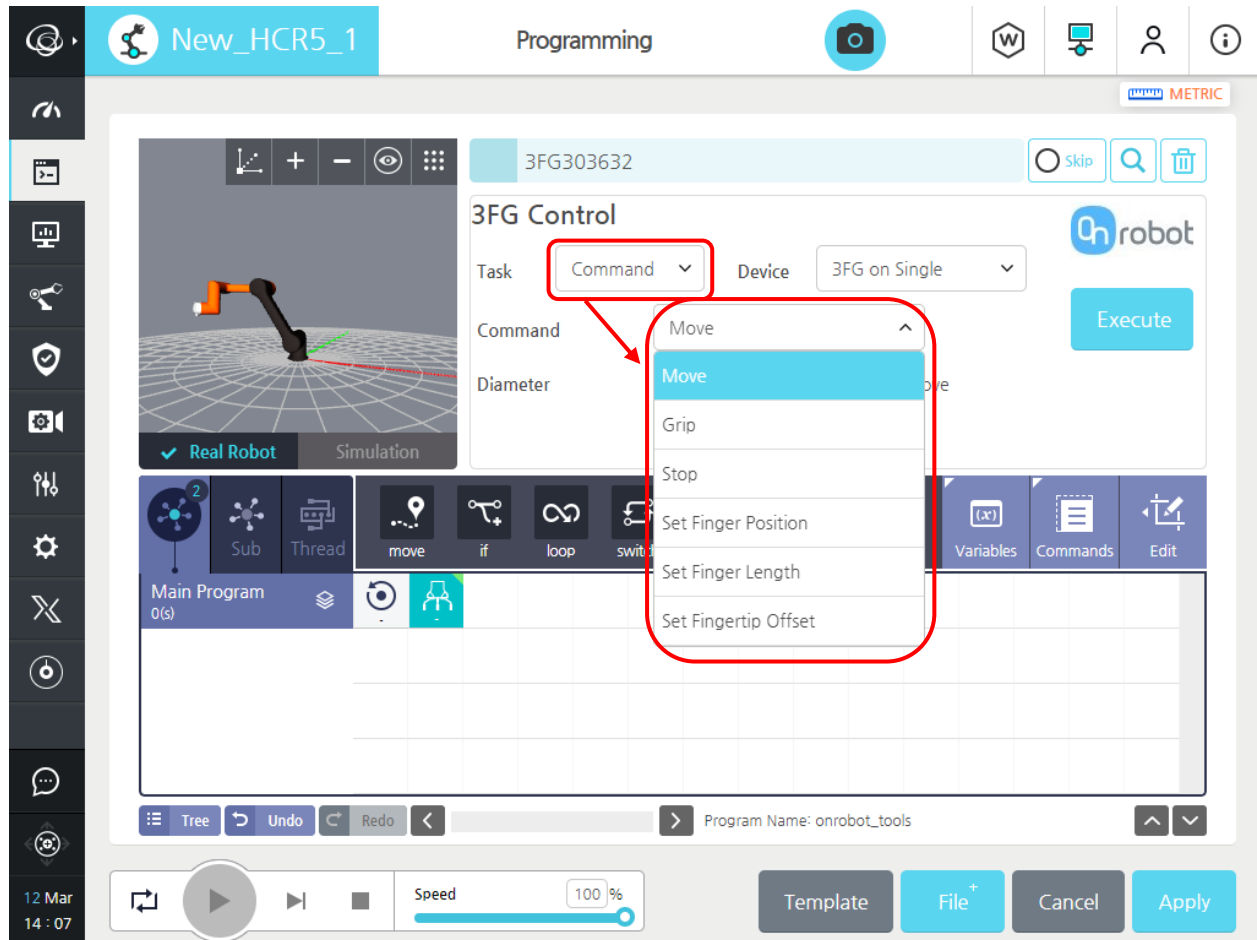 New_HCR5_1
Programming
W
METRIC
3FG303632
Skip
3FG Control
On robot
Task
Command
Device
3FG on Single
Command
Move
Execute
Diameter
Move
Grip
Stop
Set Finger Position
Set Finger Length
Set Fingertip Offset
Real Robot
Simulation
2
Sub
Thread
move
if
loop
(x)
Variables
Commands
Edit
Main Program
0(s)
-
-
Tree
Undo
Redo
Program Name: onrobot_tools
12 Mar
14 : 07
Speed
100 %
Template
File+
Cancel
Apply